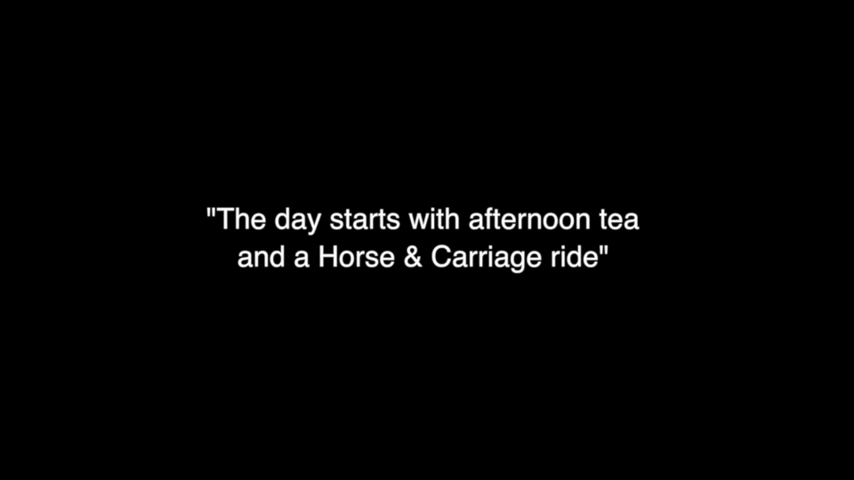 "The day starts with afternoon tea
and a Horse & Carriage ride"